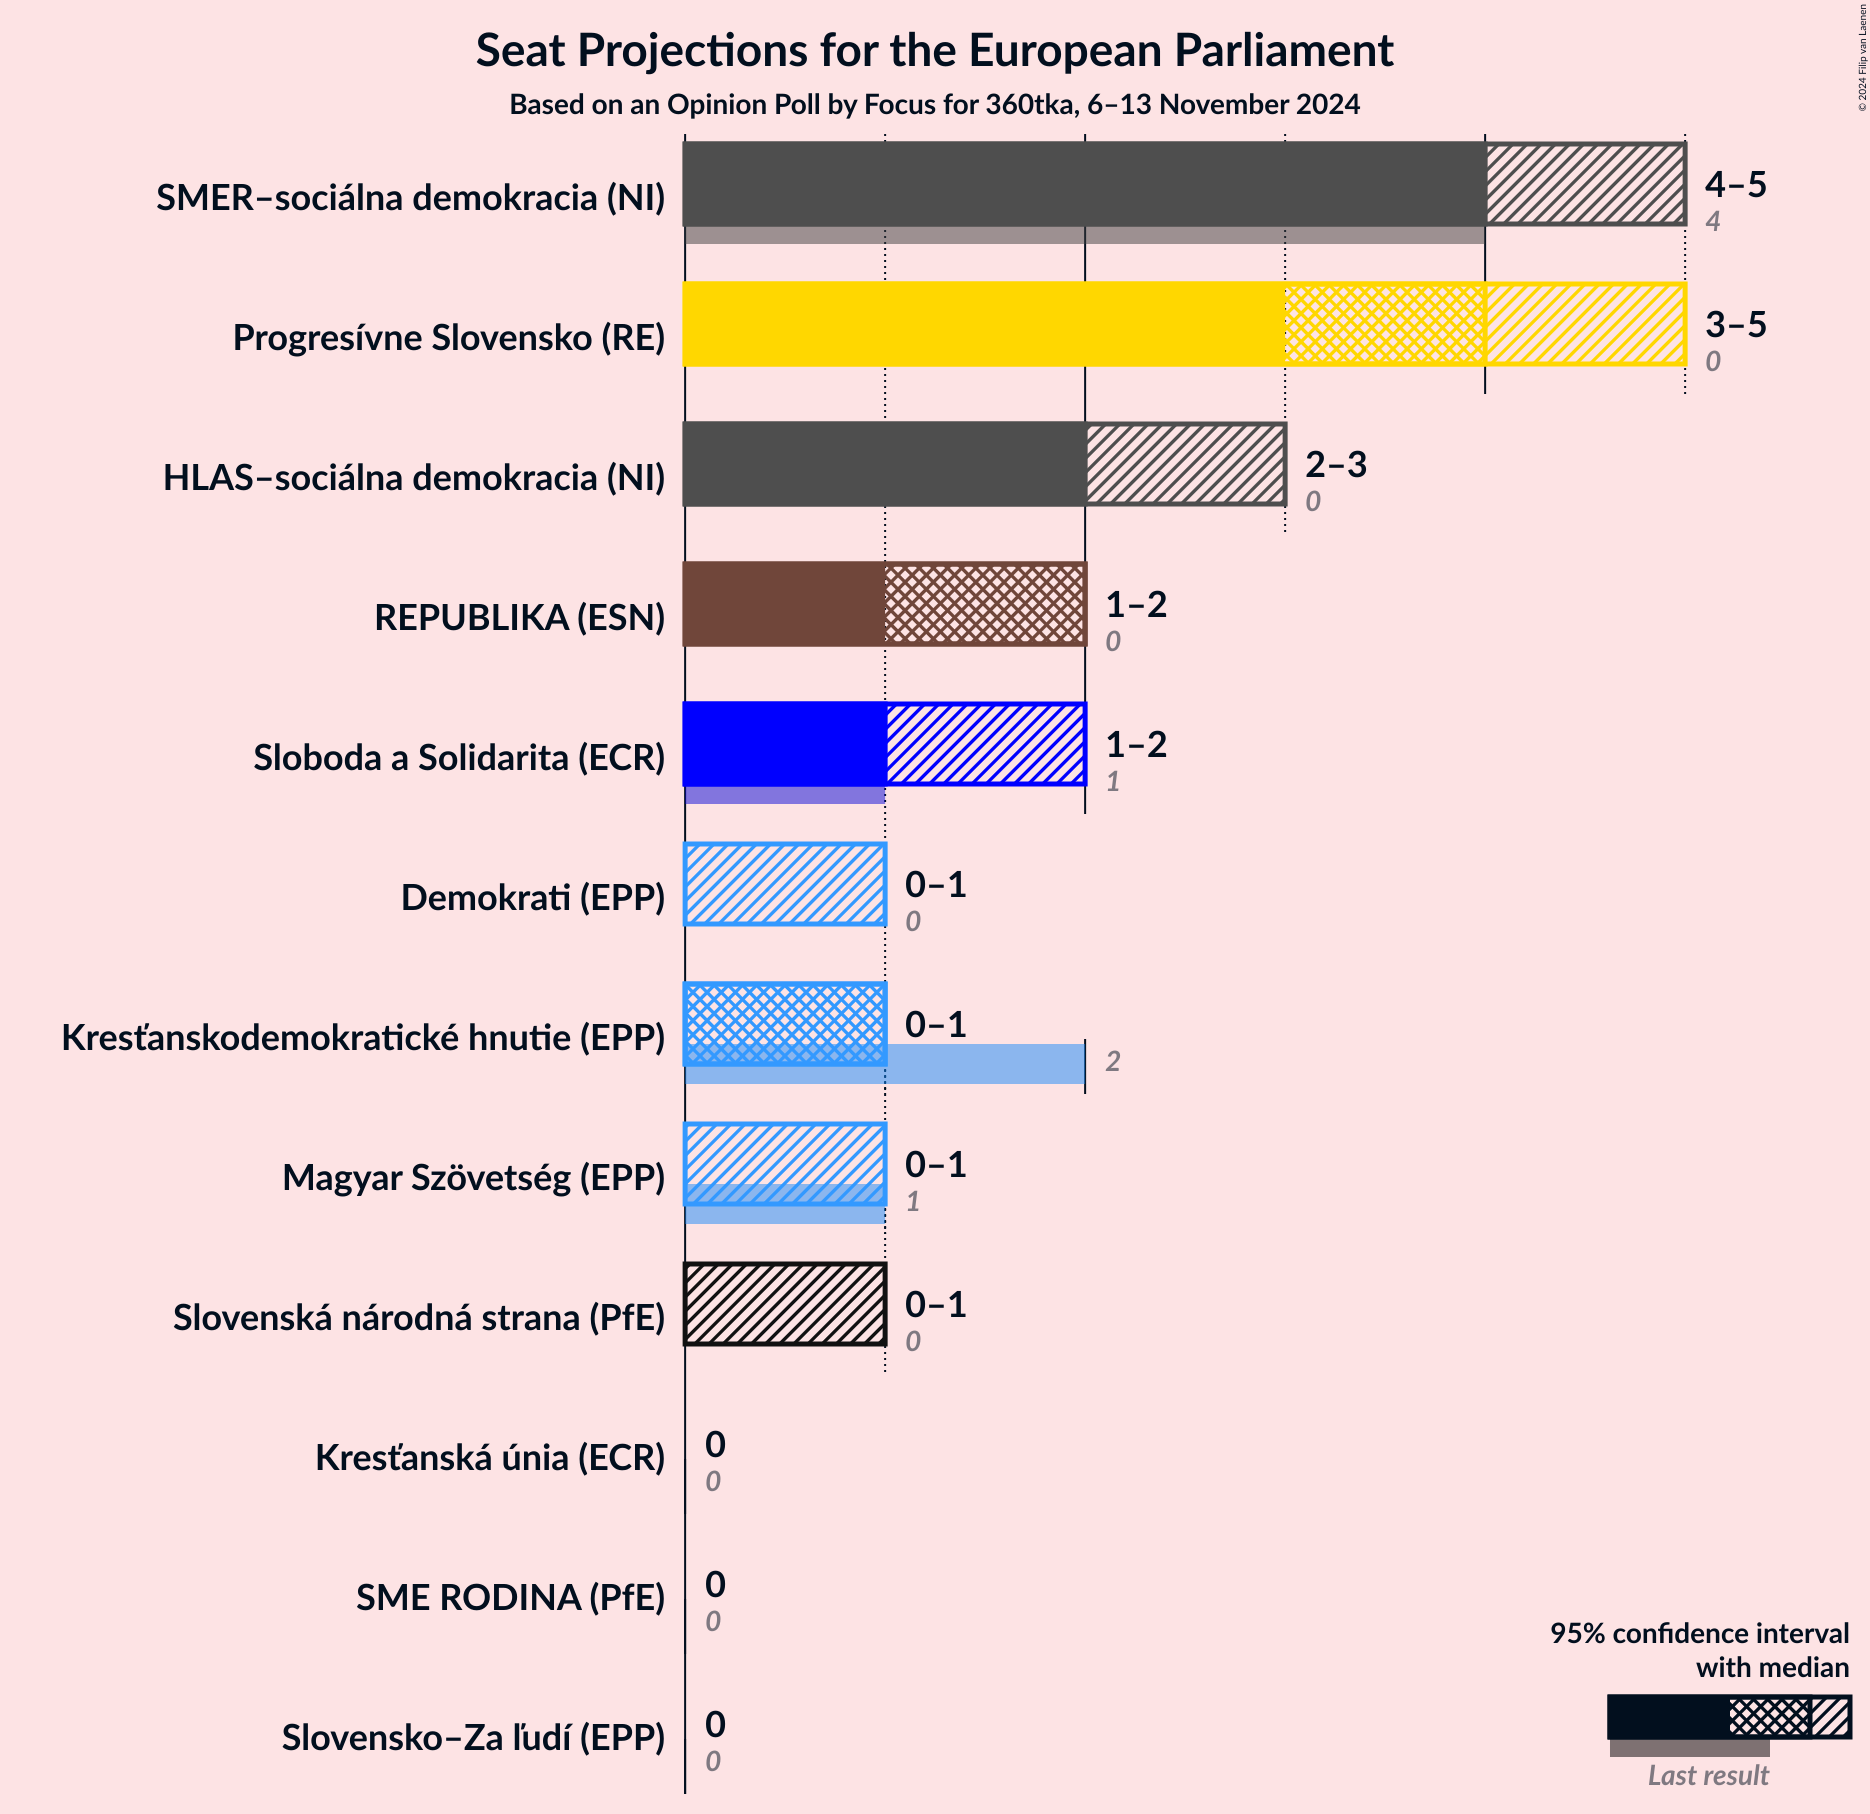 Seat Projections for the European Parliament
Based on an Opinion Poll by Focus for 360tka, 6–13 November 2024
© 2024 Filip van Laenen
SMER–sociálna demokracia (NI)
4–5
4
Progresívne Slovensko (RE)
3–5
0
HLAS–sociálna demokracia (NI)
2–3
0
REPUBLIKA (ESN)
1–2
0
Sloboda a Solidarita (ECR)
1–2
1
Demokrati (EPP)
0–1
0
Kresťanskodemokratické hnutie (EPP)
0–1
2
Magyar Szövetség (EPP)
0–1
1
Slovenská národná strana (PfE)
0–1
0
Kresťanská únia (ECR)
0
0
SME RODINA (PfE)
0
0
Slovensko–Za ľudí (EPP)
0
0
95% confidence interval
with median
Last result